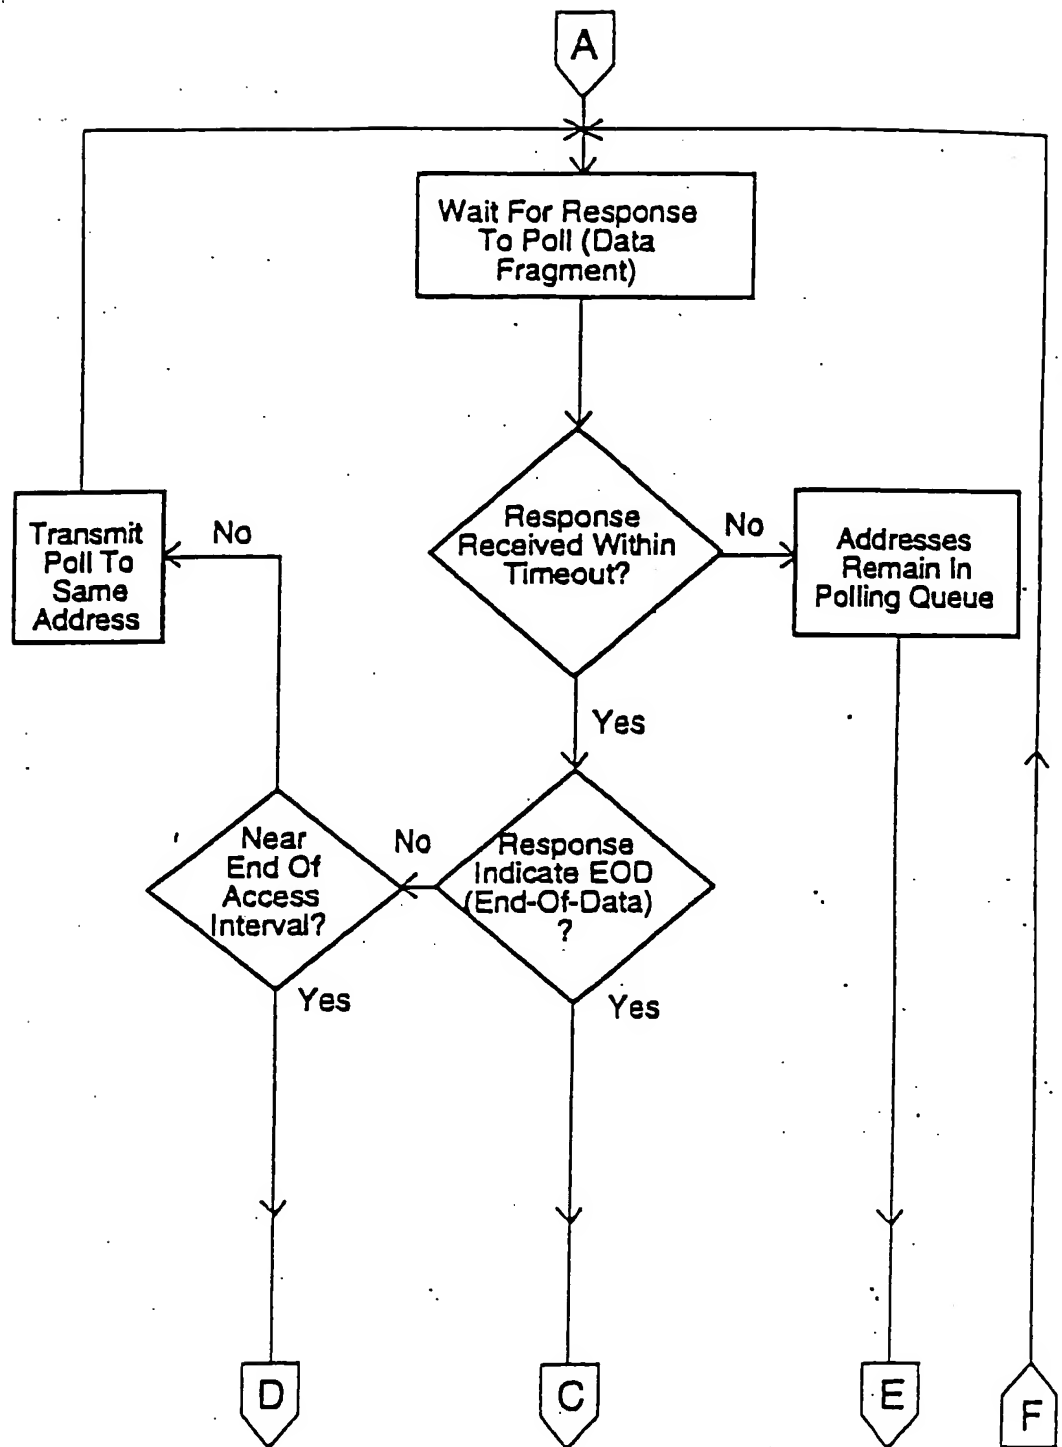 A
Wait For Response
To Poll (Data
Fragment)
Response
Received Within
Timeout?
No
Addresses
Remain In
Polling Queue
No
Transmit
Poll To
Same
Address
Yes
Response
Indicate EOD
(End-Of-Data)
?
No
Near
End Of
Access
Interval?
Yes
Yes
D
C
E
F